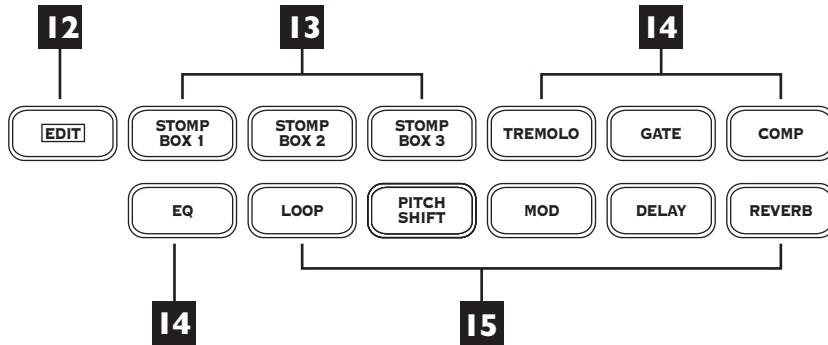 12 13 14
EDIT
STOMP
BOX 1
STOMP
BOX 2
STOMP
BOX 3
TREMOLO
GATE
COMP
EQ
LOOP
PITCH
SHIFT
MOD
DELAY
REVERB
14 15